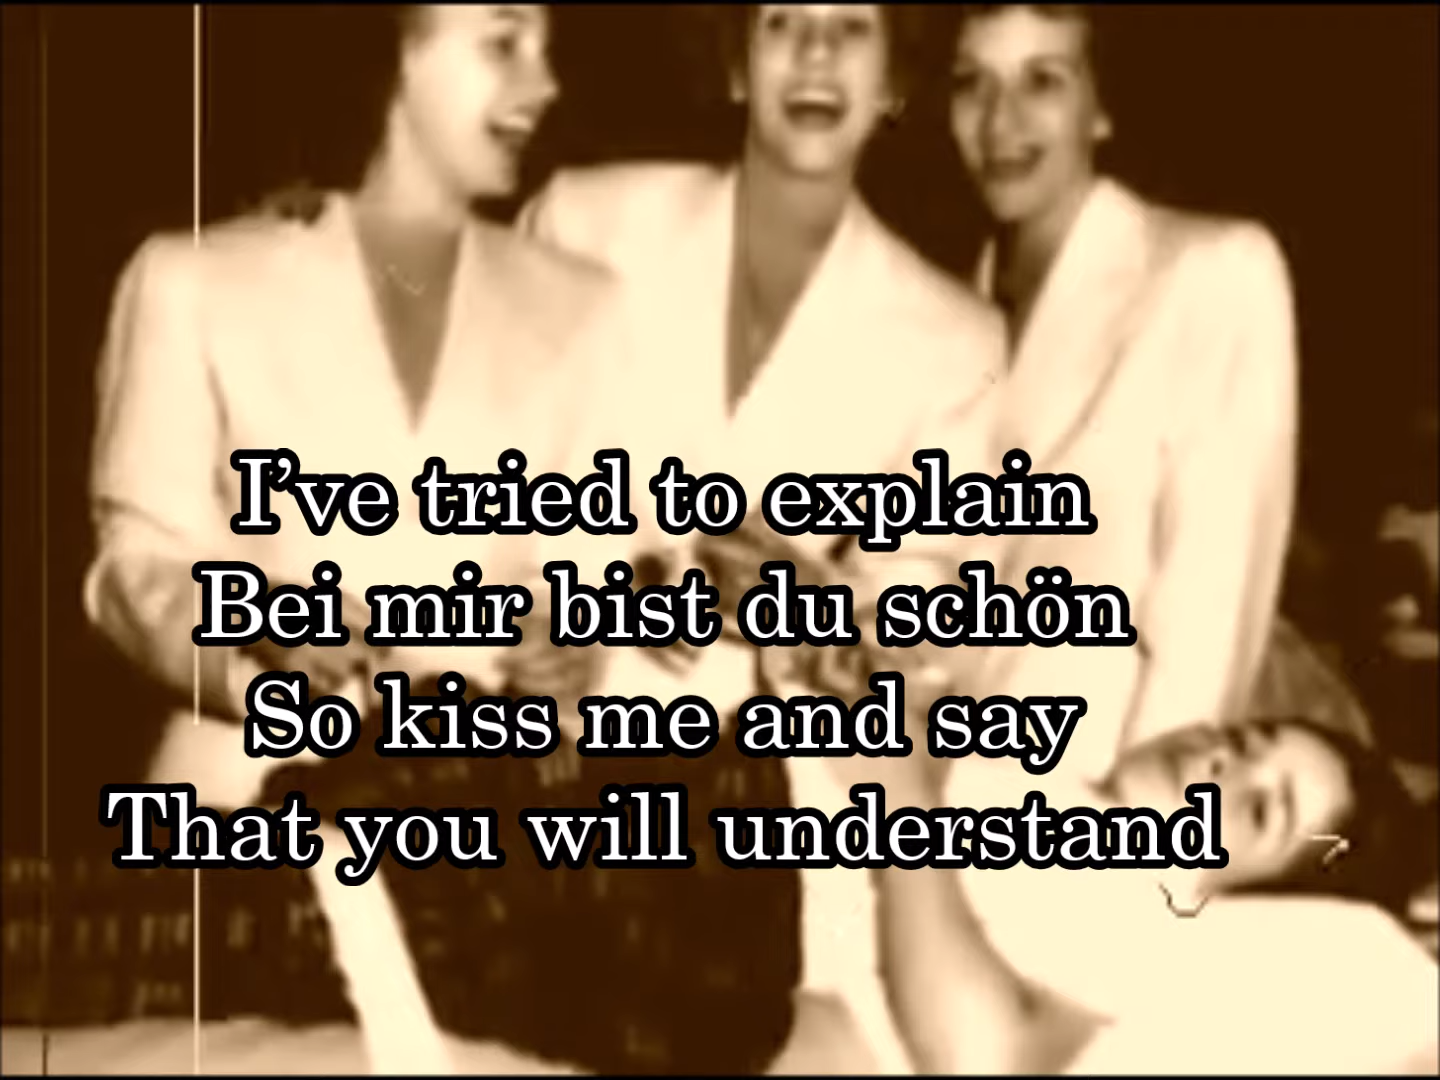 I've tried to explain
Bei mir bist du schön
So kiss me and say
That you will understand